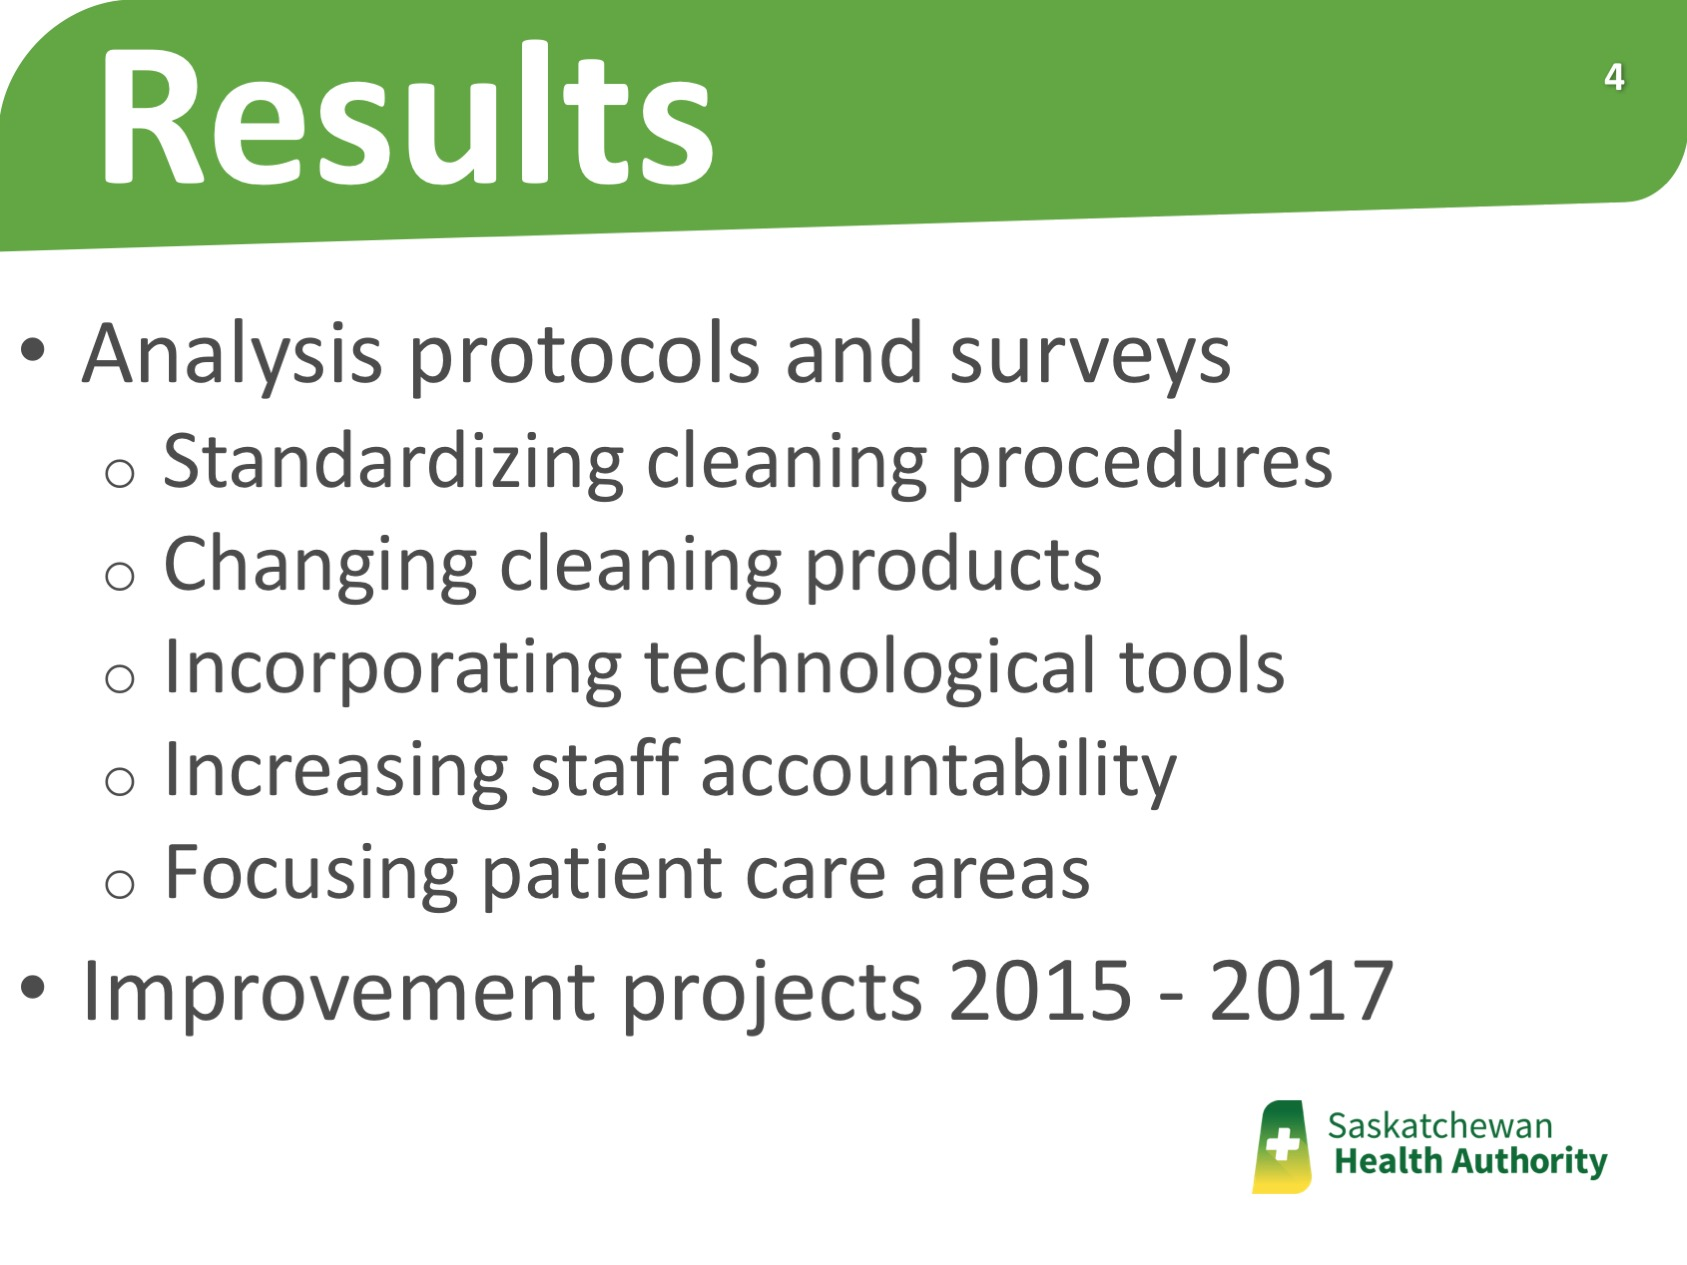 Results
4
• Analysis protocols and surveys
o Standardizing cleaning procedures
o Changing cleaning products
o Incorporating technological tools
o Increasing staff accountability
o Focusing patient care areas
• Improvement projects 2015 - 2017
Saskatchewan
Health Authority